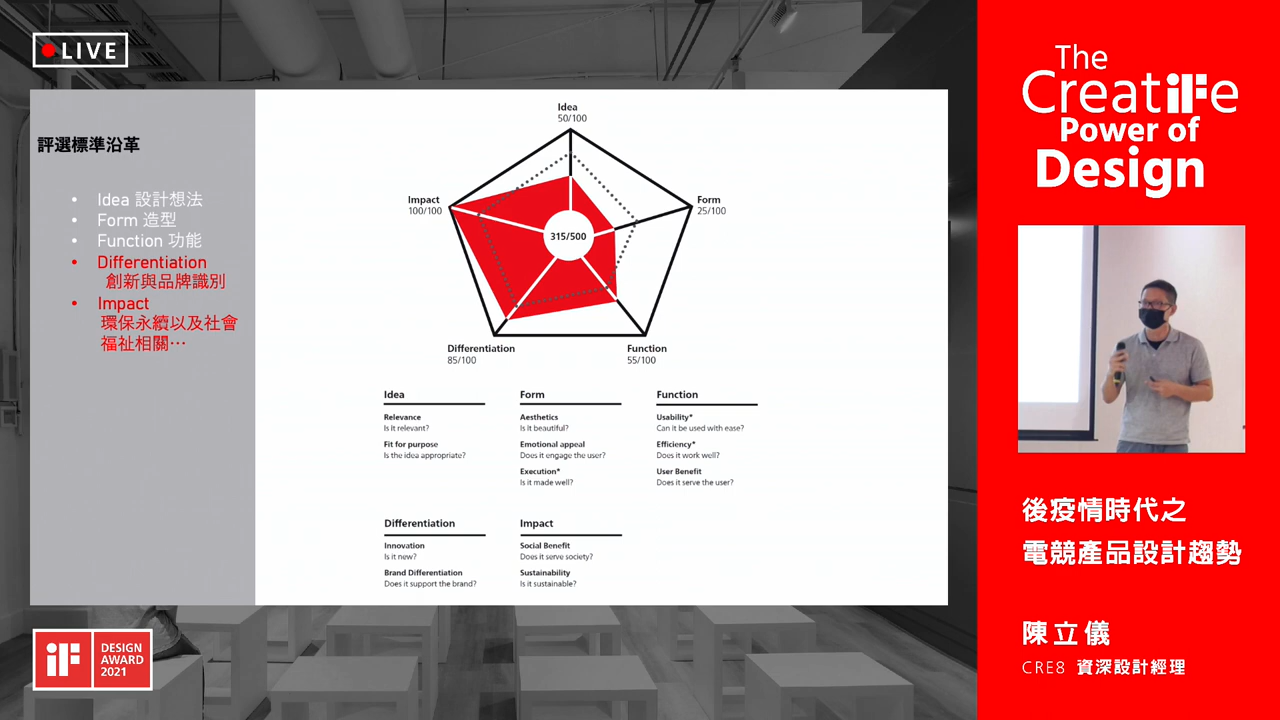 LIVE
評選標準沿革
• Idea 設計想法
• Form 造型
• Function 功能
• Differentiation
創新與品牌識別
• Impact
環保永續以及社會
福祉相關…
Idea
50/100
Impact
100/100
Form
25/100
315/500
Differentiation
85/100
Function
55/100
Idea
Relevance
Is it relevant?
Fit for purpose
Is the idea appropriate?
Form
Aesthetics
Is it beautiful?
Emotional appeal
Does it engage the user?
Execution*
Is it made well?
Function
Usability*
Can it be used with ease?
Efficiency*
Does it work well?
User Benefit
Does it serve the user?
Differentiation
Innovation
Is it new?
Brand Differentiation
Does it support the brand?
Impact
Social Benefit
Does it serve society?
Sustainability
Is it sustainable?
iF
DESIGN
AWARD
2021
The
CreatiFe
Power of
Design
後疫情時代之
電競產品設計趨勢
陳立儀
CRE8 資深設計經理